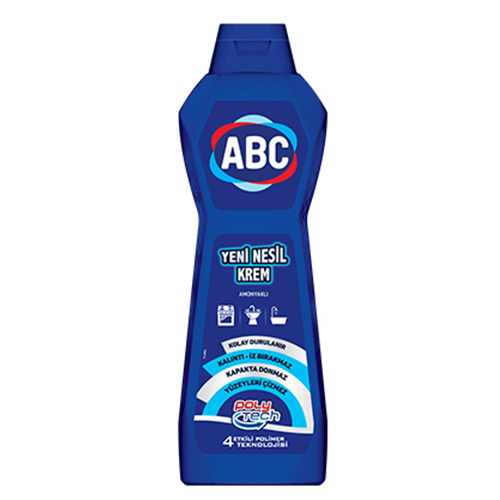 ABC
YENİ NESİL
KREM
AMONYAKLI
KOLAY DURULANIR
KALINTI - İZ BIRAKMAZ
KAPAKTA DONMAZ
YÜZEYLERİ ÇİZMEZ
poly
Tech
4 ETKİLİ POLİMER
TEKNOLOJİSİ